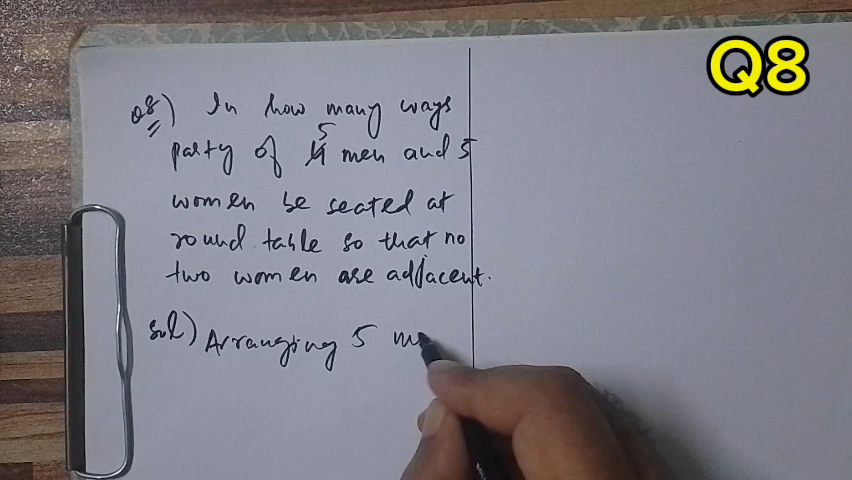 Q8
Q8) In how many ways
party of 5 men and 5
women be seated at
round table so that no
two women are adjacent.
Sol) Arranging 5 me